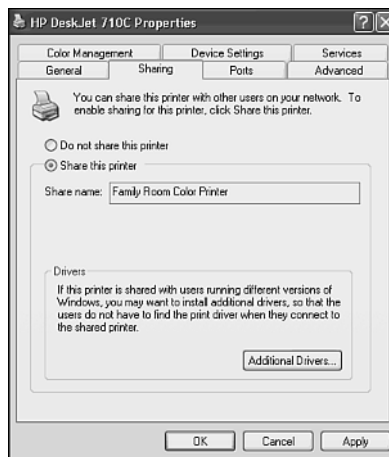 HP DeskJet 710C Properties
Color Management Device Settings Services
General Sharing Ports Advanced
You can share this printer with other users on your network. To
enable sharing for this printer, click Share this printer.
Do not share this printer
Share this printer
Share name: Family Room Color Printer
Drivers
If this printer is shared with users running different versions of
Windows, you may want to install additional drivers, so that the
users do not have to find the print driver when they connect to
the shared printer.
Additional Drivers...
OK Cancel Apply